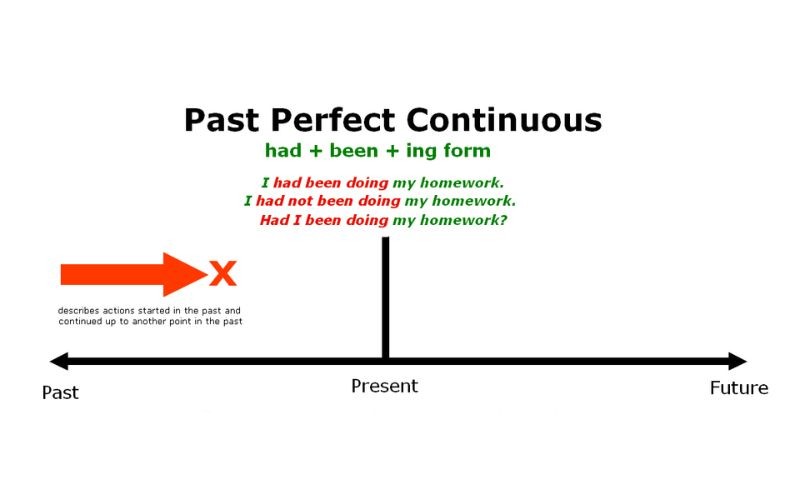 Past Perfect Continuous
had + been + ing form
I had been doing my homework.
I had not been doing my homework.
Had I been doing my homework?
X
describes actions started in the past and
continued up to another point in the past
Past
Present
Future